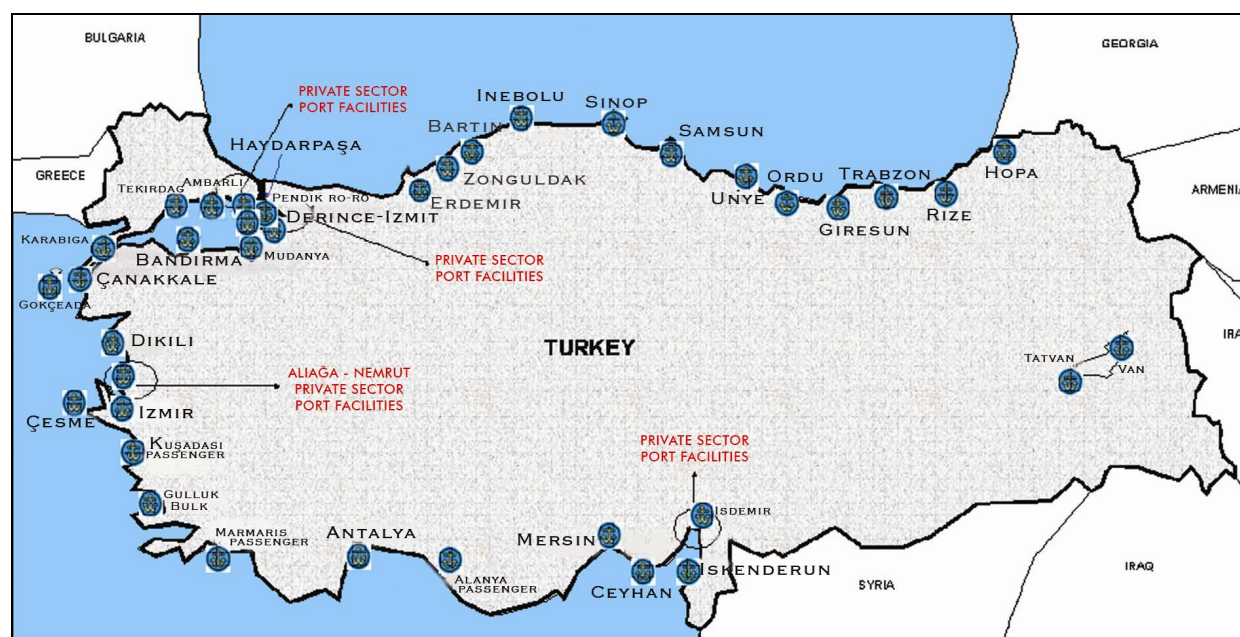 BULGARIA
GEORGIA
PRIVATE SECTOR
PORT FACILITIES
INEBOLU
SINOP
BARTIN
HAYDARPAŞA
SAMSUN
ZONGULDAK
HOPA
GREECE
TEKIRDAG
AMBARLI
PENDIK RO-RO
ERDEMIR
UNYE
ORDU
TRABZON
RIZE
ARMENIA
DERINCE-IZMIT
GIRESUN
KARABIGA
BANDIRMA
MUDANYA
PRIVATE SECTOR
PORT FACILITIES
ÇANAKKALE
GOKÇEADA
DIKILI
TURKEY
IRA
TATVAN
VAN
ALIAĞA - NEMRUT
PRIVATE SECTOR
PORT FACILITIES
ÇESME
IZMIR
KUŞADASI
PASSENGER
PRIVATE SECTOR
PORT FACILITIES
GULLUK
BULK
ISDEMIR
MARMARIS
PASSENGER
ANTALYA
MERSIN
ALANYA
PASSENGER
CEYHAN
ISKENDERUN
SYRIA
IRAQ